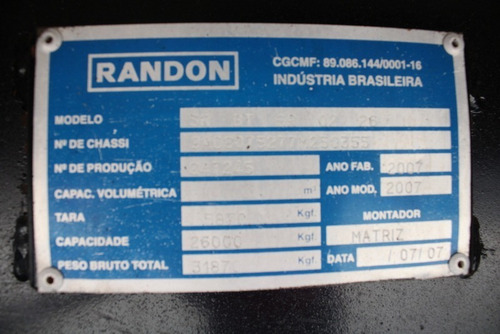 RANDON
CGCMF: 89.086.144/0001-16
INDÚSTRIA BRASILEIRA
MODELO
Nº DE CHASSI
Nº DE PRODUÇÃO ANO FAB. 2007
CAPAC. VOLUMÉTRICA m³ ANO MOD. 2007
TARA Kgf. MONTADOR
CAPACIDADE 26000 Kgf. MATRIZ
PESO BRUTO TOTAL Kgf. DATA /07/07